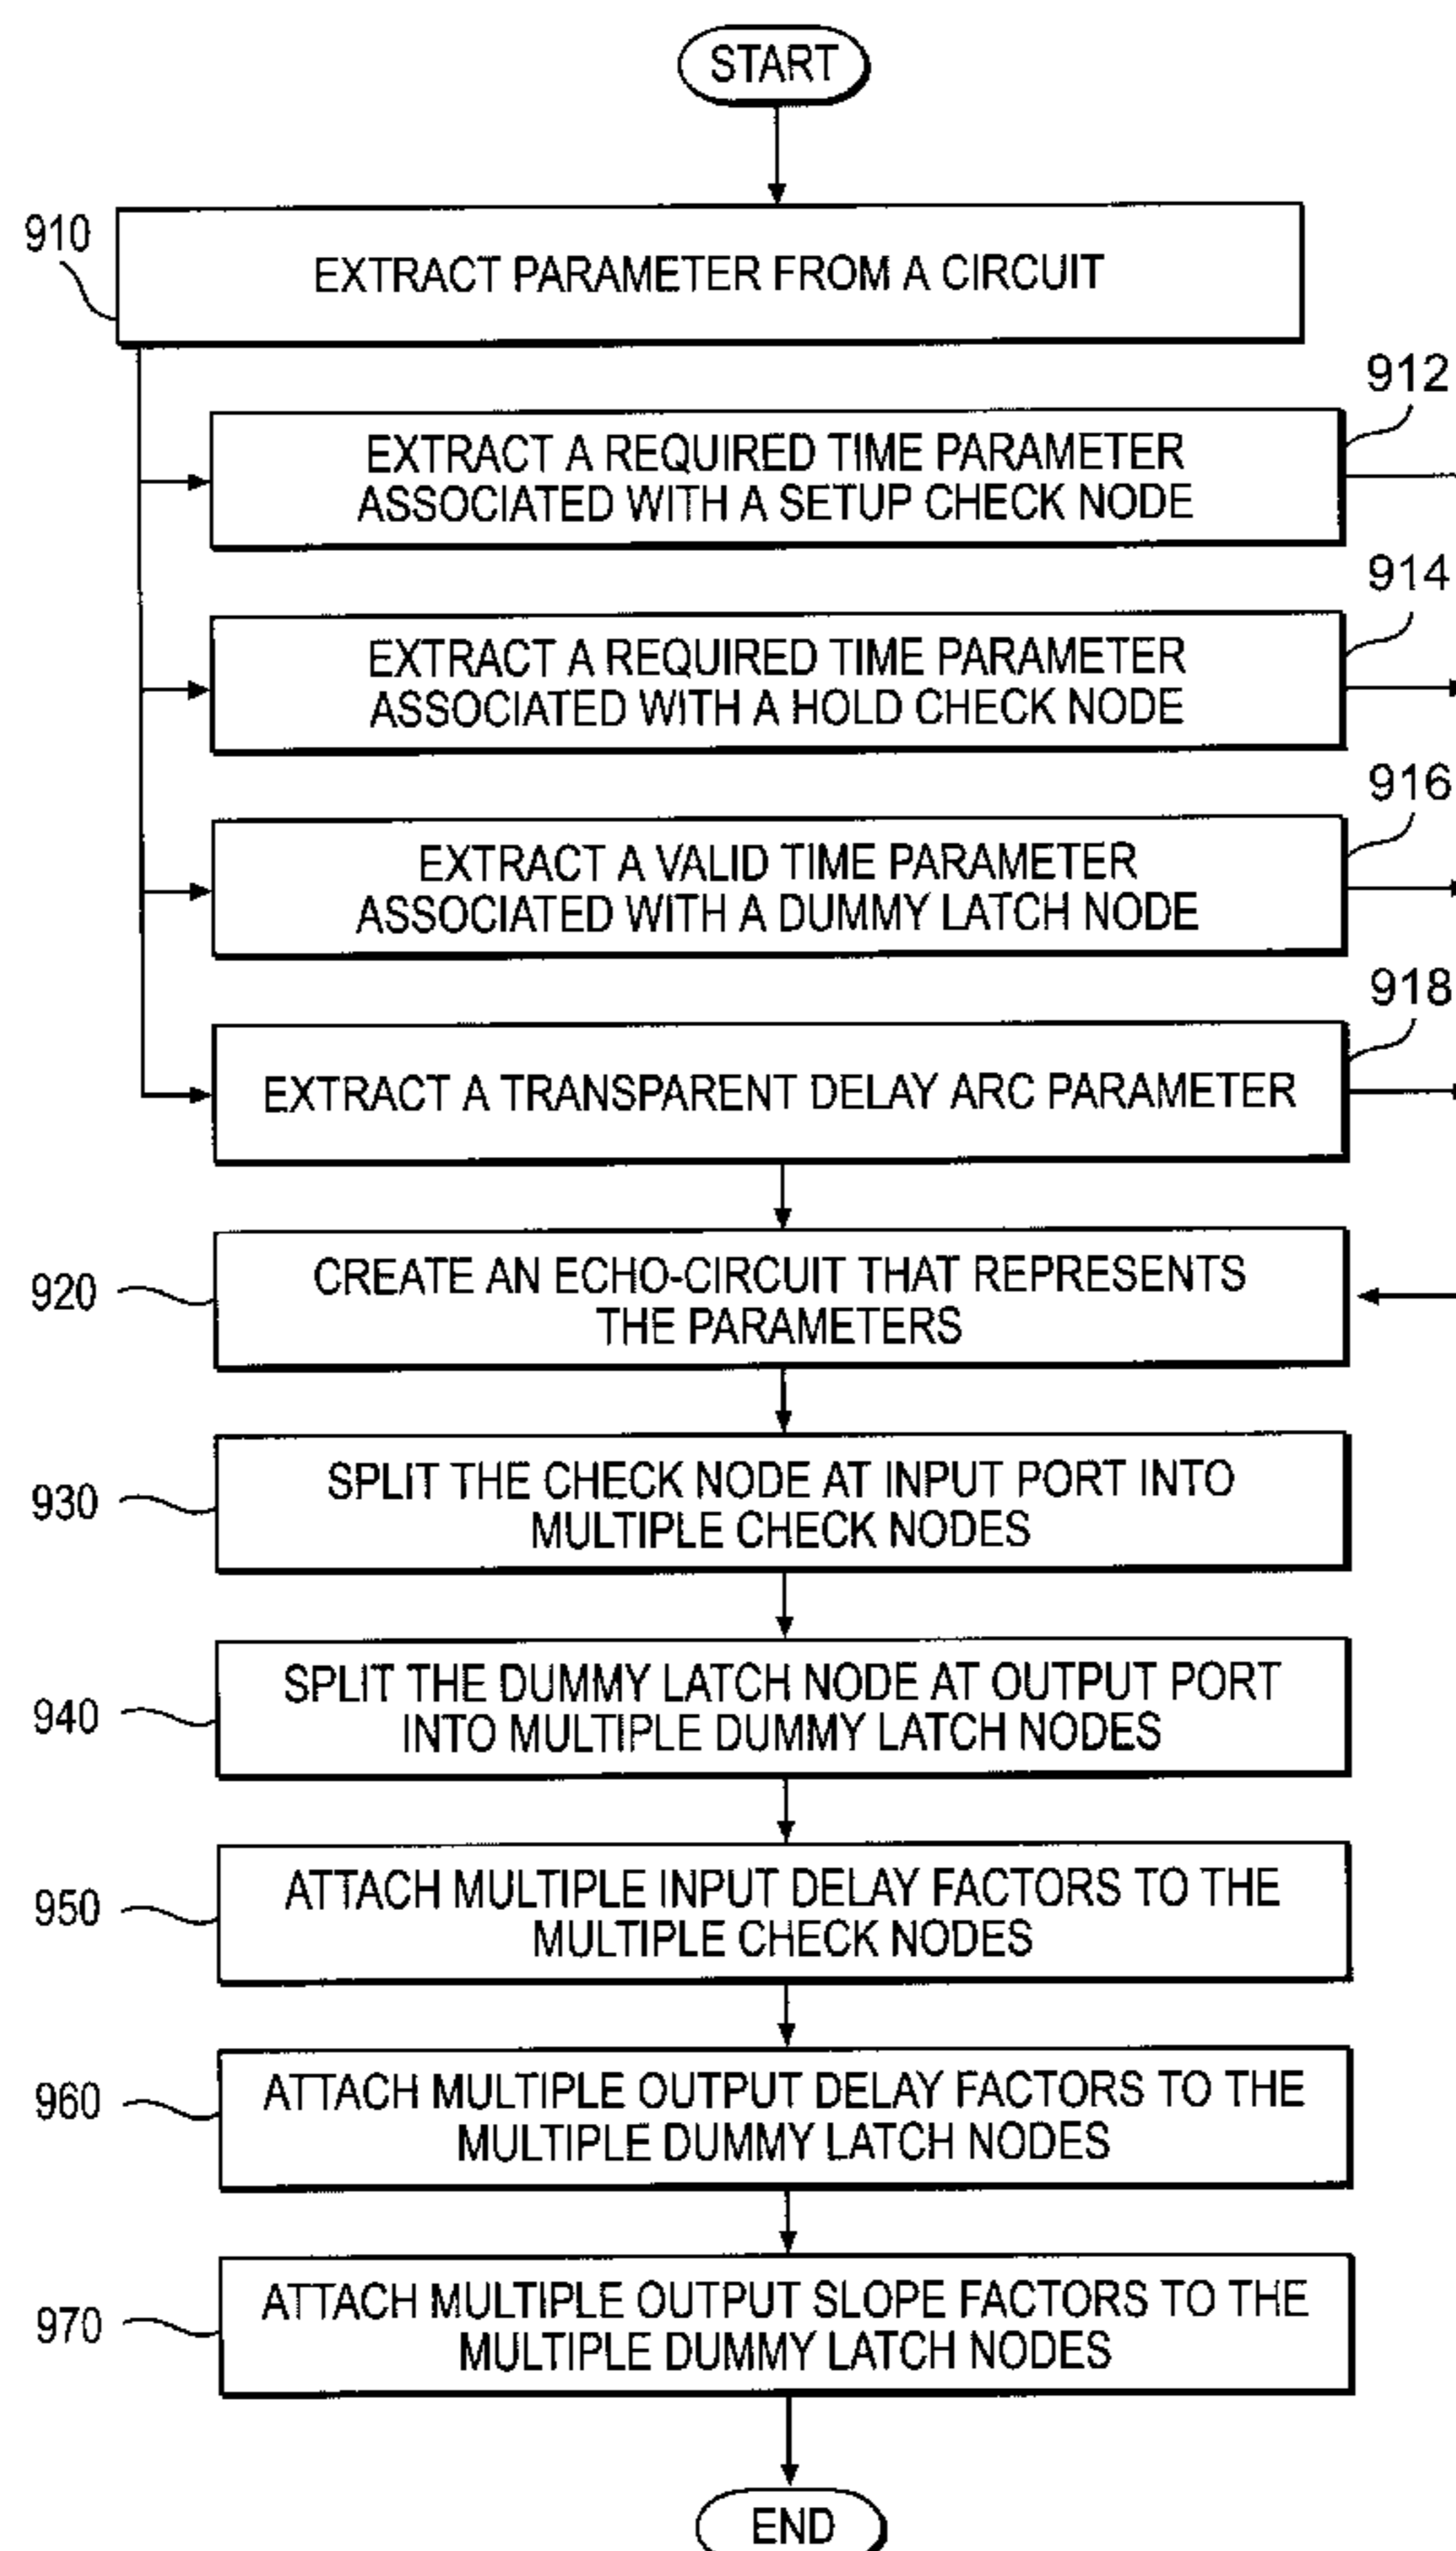 START
910
EXTRACT PARAMETER FROM A CIRCUIT
912
EXTRACT A REQUIRED TIME PARAMETER
ASSOCIATED WITH A SETUP CHECK NODE
914
EXTRACT A REQUIRED TIME PARAMETER
ASSOCIATED WITH A HOLD CHECK NODE
916
EXTRACT A VALID TIME PARAMETER
ASSOCIATED WITH A DUMMY LATCH NODE
918
EXTRACT A TRANSPARENT DELAY ARC PARAMETER
920
CREATE AN ECHO-CIRCUIT THAT REPRESENTS
THE PARAMETERS
930
SPLIT THE CHECK NODE AT INPUT PORT INTO
MULTIPLE CHECK NODES
940
SPLIT THE DUMMY LATCH NODE AT OUTPUT PORT
INTO MULTIPLE DUMMY LATCH NODES
950
ATTACH MULTIPLE INPUT DELAY FACTORS TO THE
MULTIPLE CHECK NODES
960
ATTACH MULTIPLE OUTPUT DELAY FACTORS TO THE
MULTIPLE DUMMY LATCH NODES
970
ATTACH MULTIPLE OUTPUT SLOPE FACTORS TO THE
MULTIPLE DUMMY LATCH NODES
END